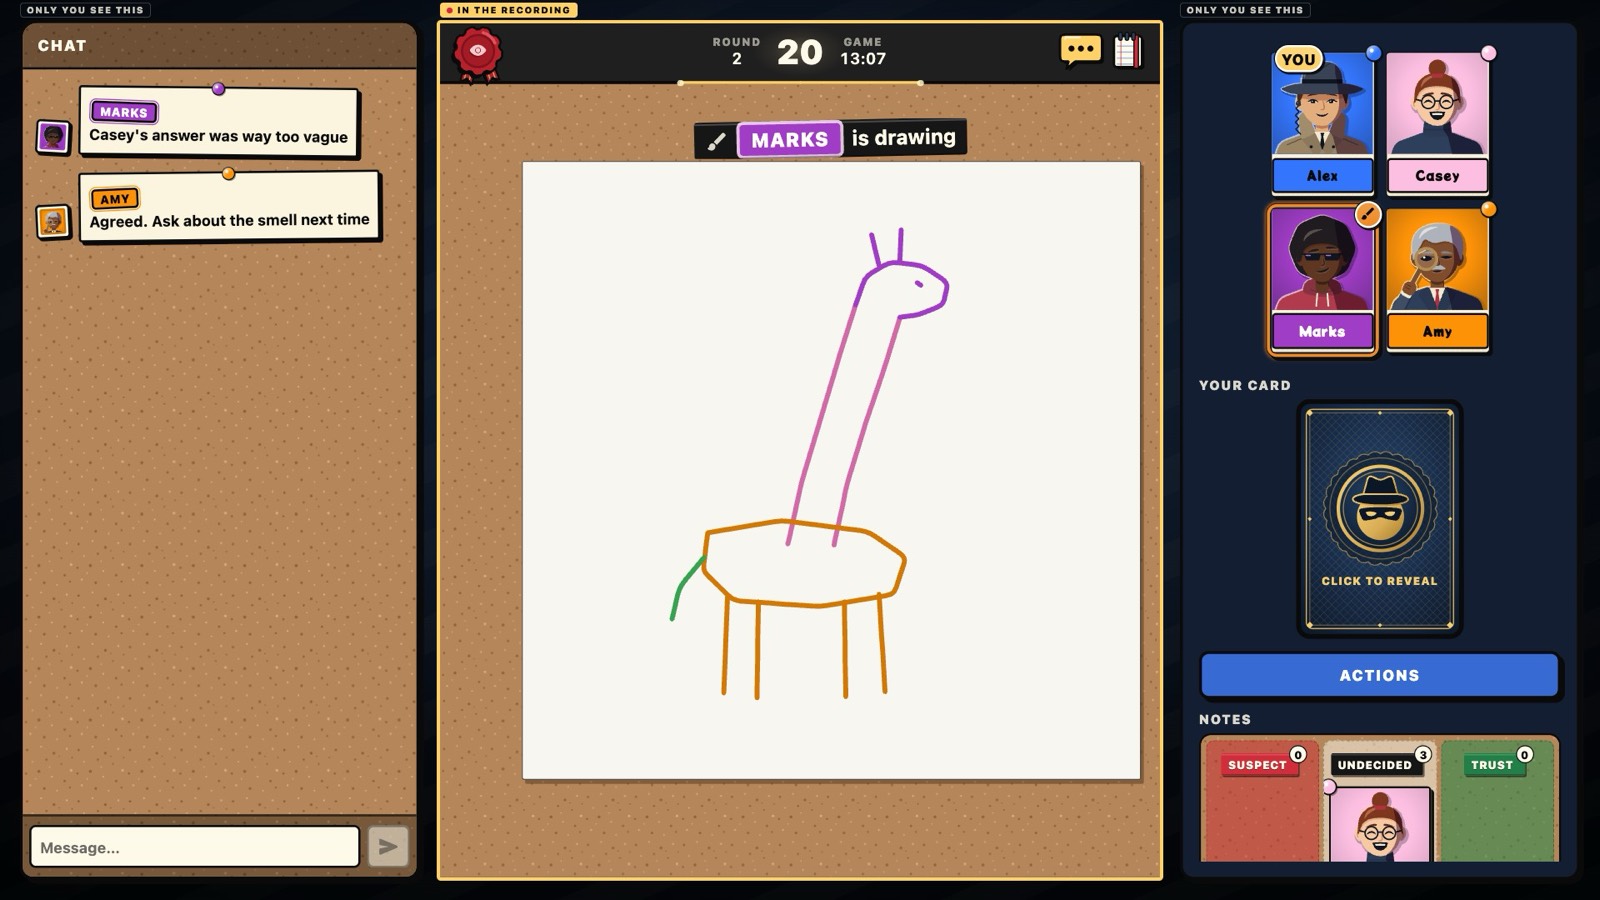 ONLY YOU SEE THIS
CHAT
MARKS
Casey's answer was way too vague
AMY
Agreed. Ask about the smell next time
Message...
IN THE RECORDING
ROUND
2
20
GAME
13:07
MARKS is drawing
ONLY YOU SEE THIS
YOU
Alex
Casey
Marks
Amy
YOUR CARD
CLICK TO REVEAL
ACTIONS
NOTES
SUSPECT 0
UNDECIDED 3
TRUST 0